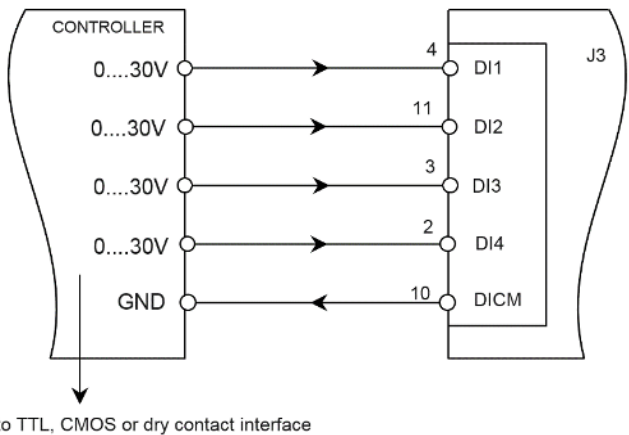 CONTROLLER
J3
0....30V 4 DI1
0....30V 11 DI2
0....30V 3 DI3
0....30V 2 DI4
GND 10 DICM
to TTL, CMOS or dry contact interface